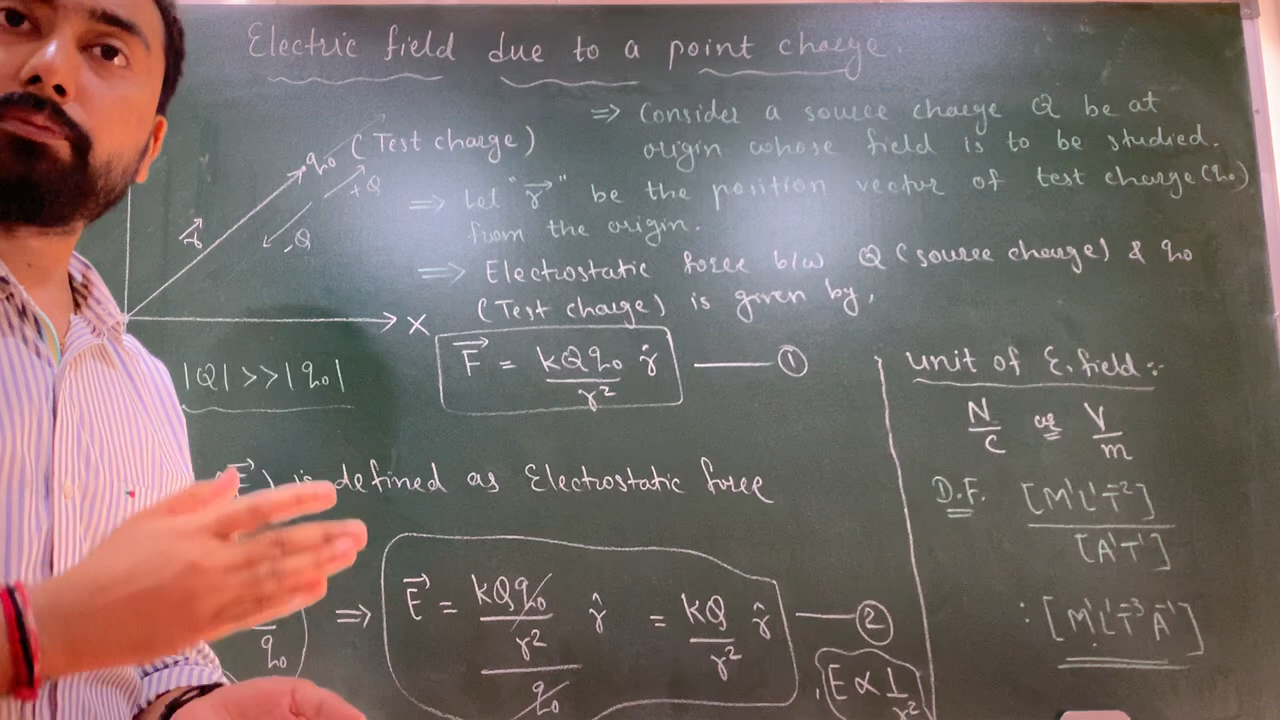 Electric field due to a point charge.
⇒ Consider a source charge Q be at
origin whose field is to be studied.
q₀ (Test charge)
+Q
-Q
r⃗
X
⇒ Let "r⃗" be the position vector of test charge (q₀)
from the origin.
⇒ Electrostatic force b/w Q (source charge) & q₀
(Test charge) is given by,
|Q| >> |q₀|
F⃗ = kQq₀/r² r̂ —— ①
unit of E. field :-
N/C or V/m
D.F. [M¹L¹T⁻²]/[A¹T¹]
: [M¹L¹T⁻³A⁻¹]
(E⃗) is defined as Electrostatic force
q₀
⇒ E⃗ = kQq₀/r²/q₀ r̂ = kQ/r² r̂ —— ②
E ∝ 1/r²